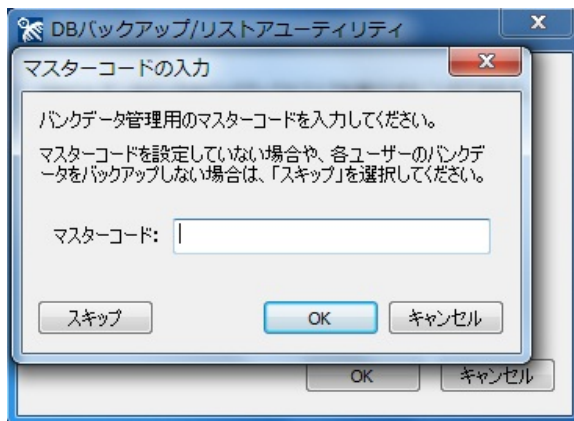 DBバックアップ/リストアユーティリティ
マスターコードの入力
バンクデータ管理用のマスターコードを入力してください。
マスターコードを設定していない場合や、各ユーザーのバンクデ
ータをバックアップしない場合は、「スキップ」を選択してください。
マスターコード:
スキップ OK キャンセル
OK キャンセル